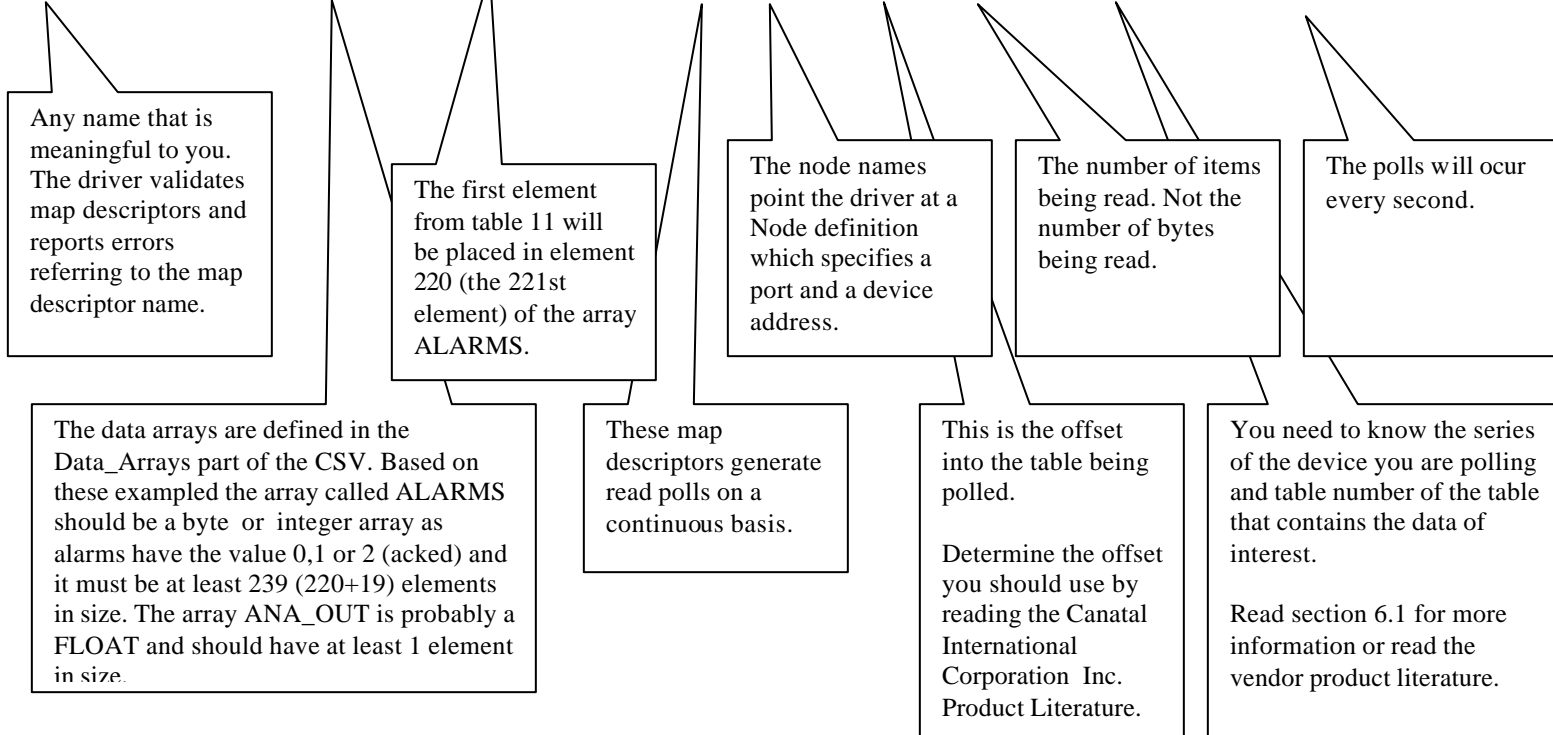 Any name that is
meaningful to you.
The driver validates
map descriptors and
reports errors
referring to the map
descriptor name.
The first element
from table 11 will
be placed in element
220 (the 221st
element) of the array
ALARMS.
The node names
point the driver at a
Node definition
which specifies a
port and a device
address.
The number of items
being read. Not the
number of bytes
being read.
The polls will ocur
every second.
The data arrays are defined in the
Data_Arrays part of the CSV. Based on
these exampled the array called ALARMS
should be a byte or integer array as
alarms have the value 0,1 or 2 (acked) and
it must be at least 239 (220+19) elements
in size. The array ANA_OUT is probably a
FLOAT and should have at least 1 element
in size.
These map
descriptors generate
read polls on a
continuous basis.
This is the offset
into the table being
polled.
Determine the offset
you should use by
reading the Canatal
International
Corporation Inc.
Product Literature.
You need to know the series
of the device you are polling
and table number of the table
that contains the data of
interest.
Read section 6.1 for more
information or read the
vendor product literature.